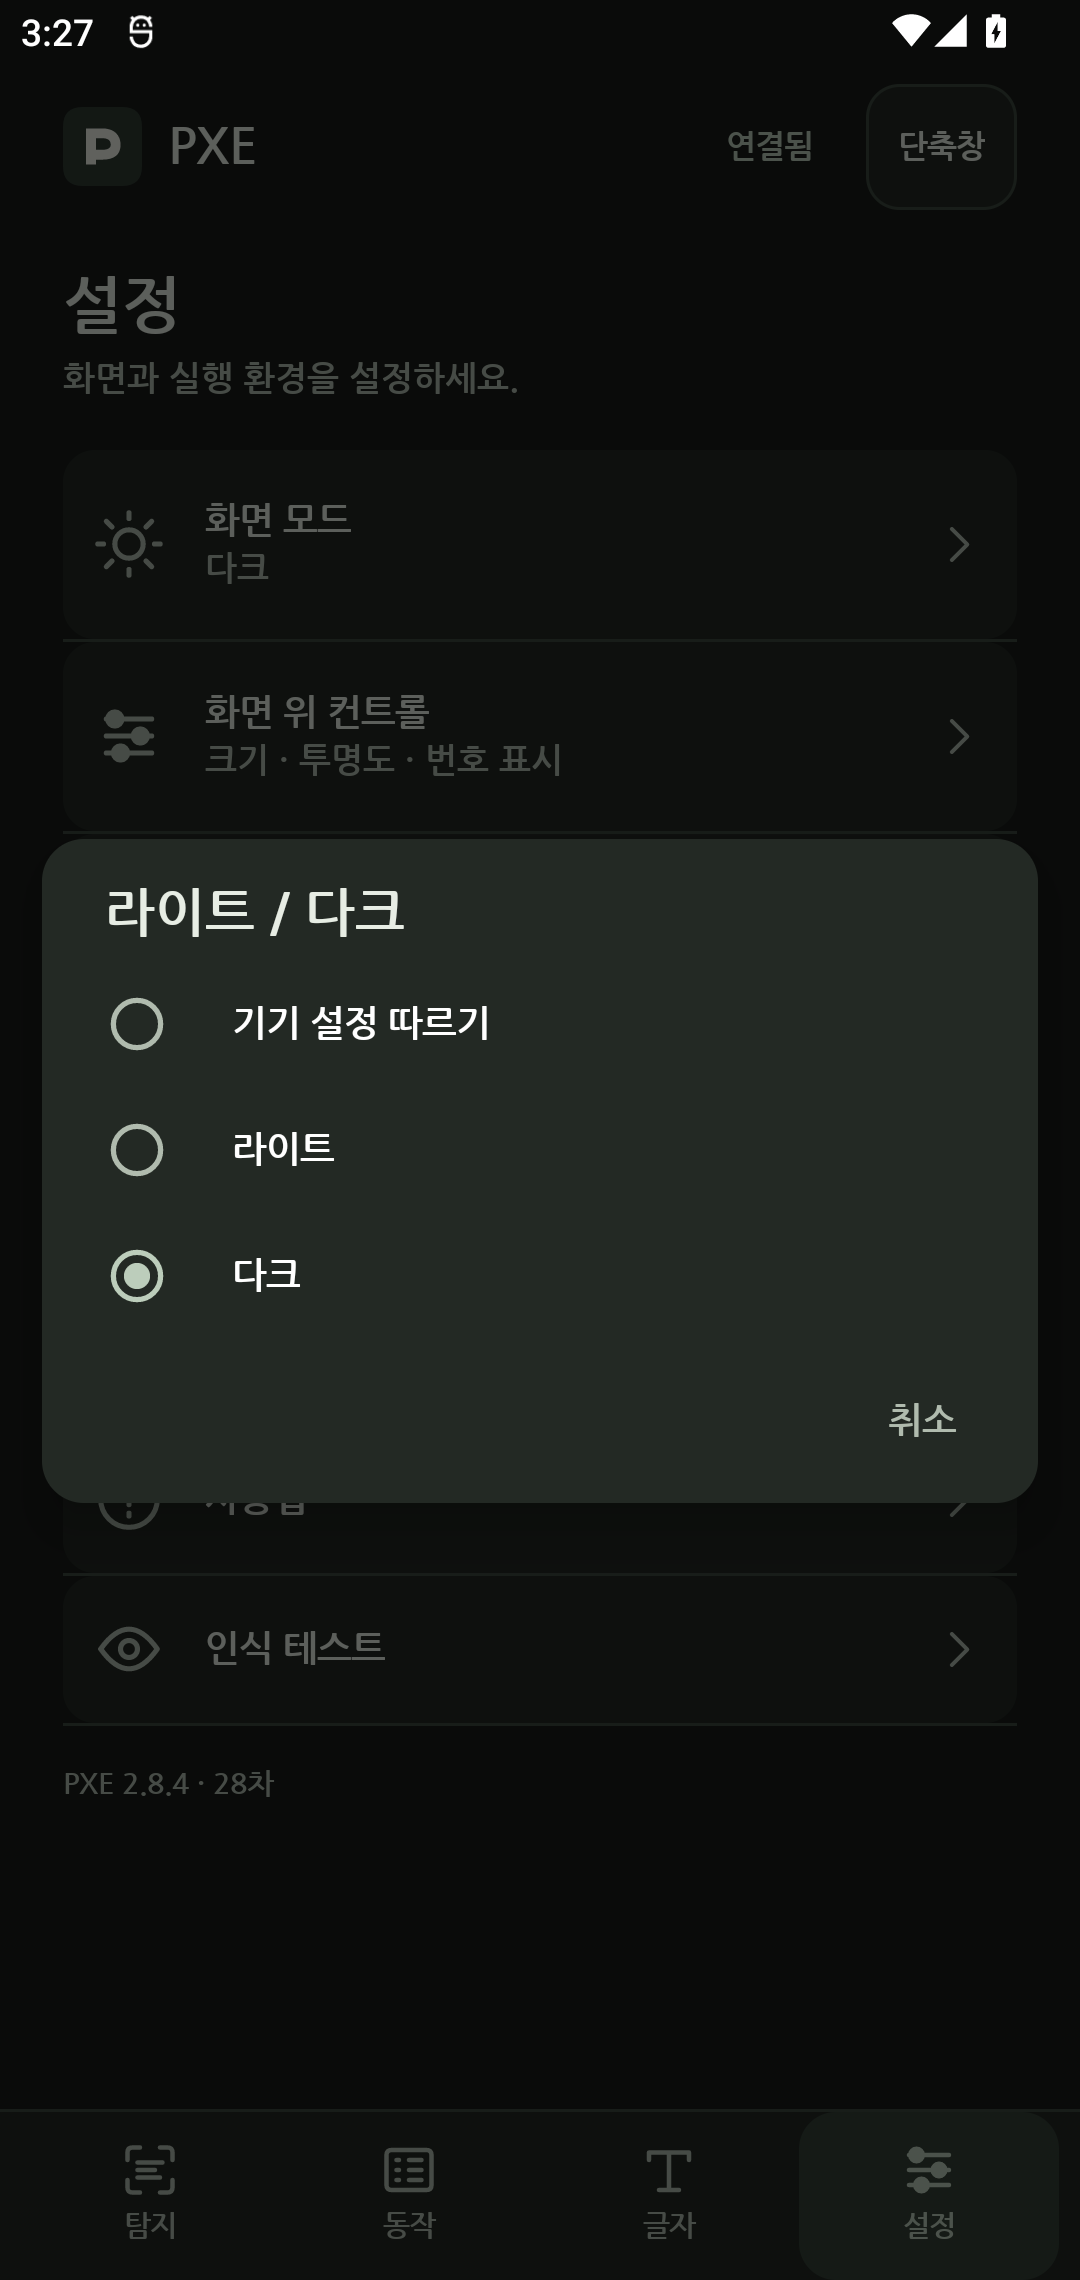 3:27
PXE
연결됨
단축창
설정
화면과 실행 환경을 설정하세요.
화면 모드
다크
화면 위 컨트롤
크기 · 투명도 · 번호 표시
라이트 / 다크
기기 설정 따르기
라이트
다크
취소
인식 테스트
PXE 2.8.4 · 28차
탐지
동작
글자
설정